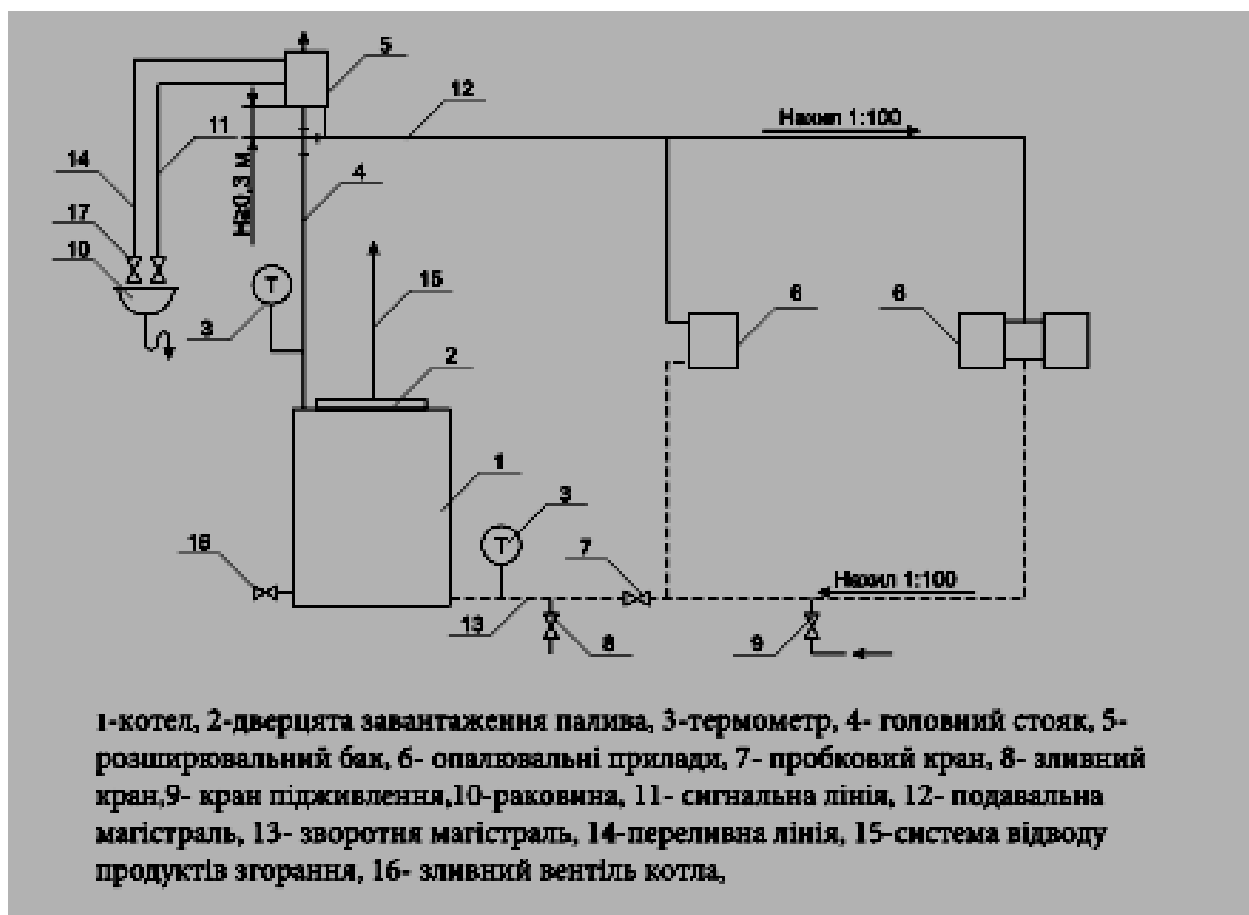 5
12
Нахил 1:100
11
14
4
H≥0,3 м
17
10
T
15
6
6
3
2
1
3
T
16
7
Нахил 1:100
13
8
9
1-котел, 2-дверцята завантаження палива, 3-термометр, 4- головний стояк, 5-
розширювальний бак, 6- опалювальні прилади, 7- пробковий кран, 8- зливний
кран,9- кран підживлення,10-раковина, 11- сигнальна лінія, 12- подавальна
магістраль, 13- зворотня магістраль, 14-переливна лінія, 15-система відводу
продуктів згорання, 16- зливний вентіль котла,